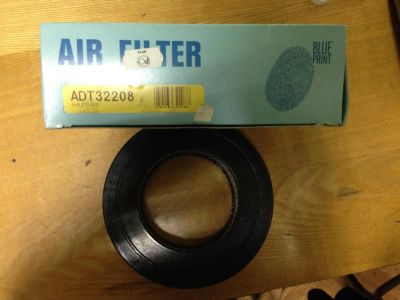 AIR FILTER
BLUE
PRINT
ADT32208